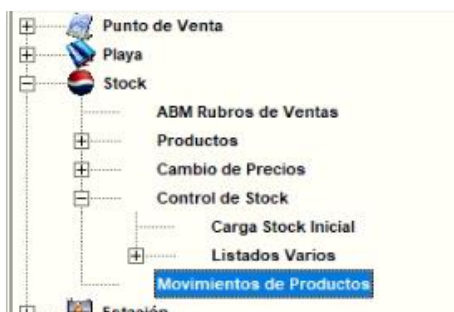 Punto de Venta
Playa
Stock
ABM Rubros de Ventas
Productos
Cambio de Precios
Control de Stock
Carga Stock Inicial
Listados Varios
Movimientos de Productos
Estación